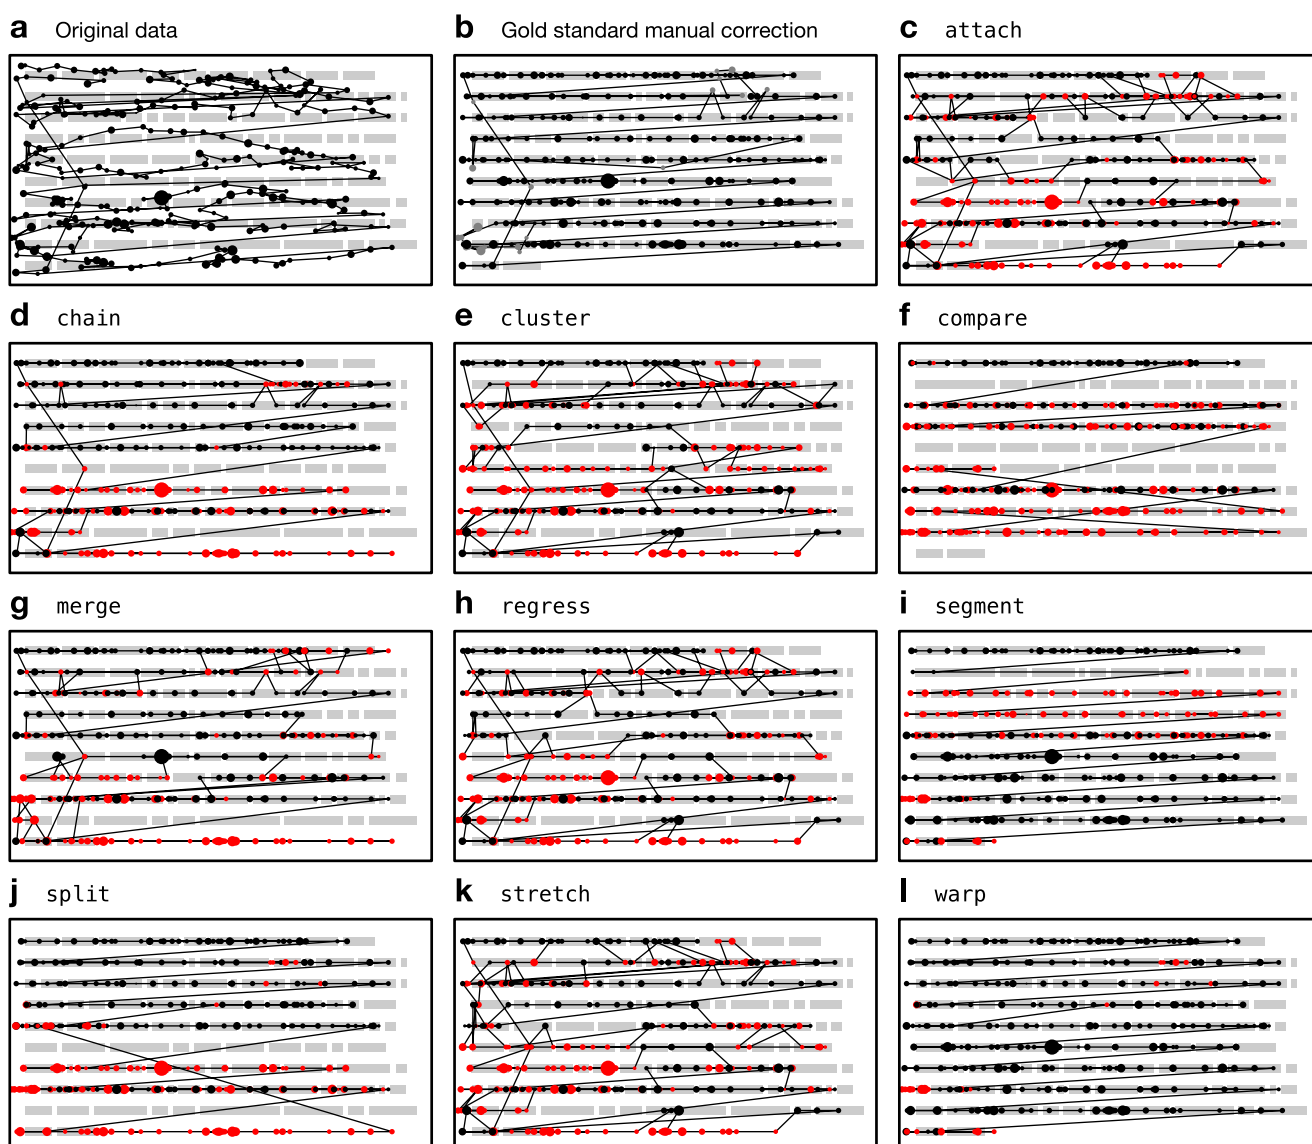 a Original data
b Gold standard manual correction
c attach
d chain
e cluster
f compare
g merge
h regress
i segment
j split
k stretch
l warp